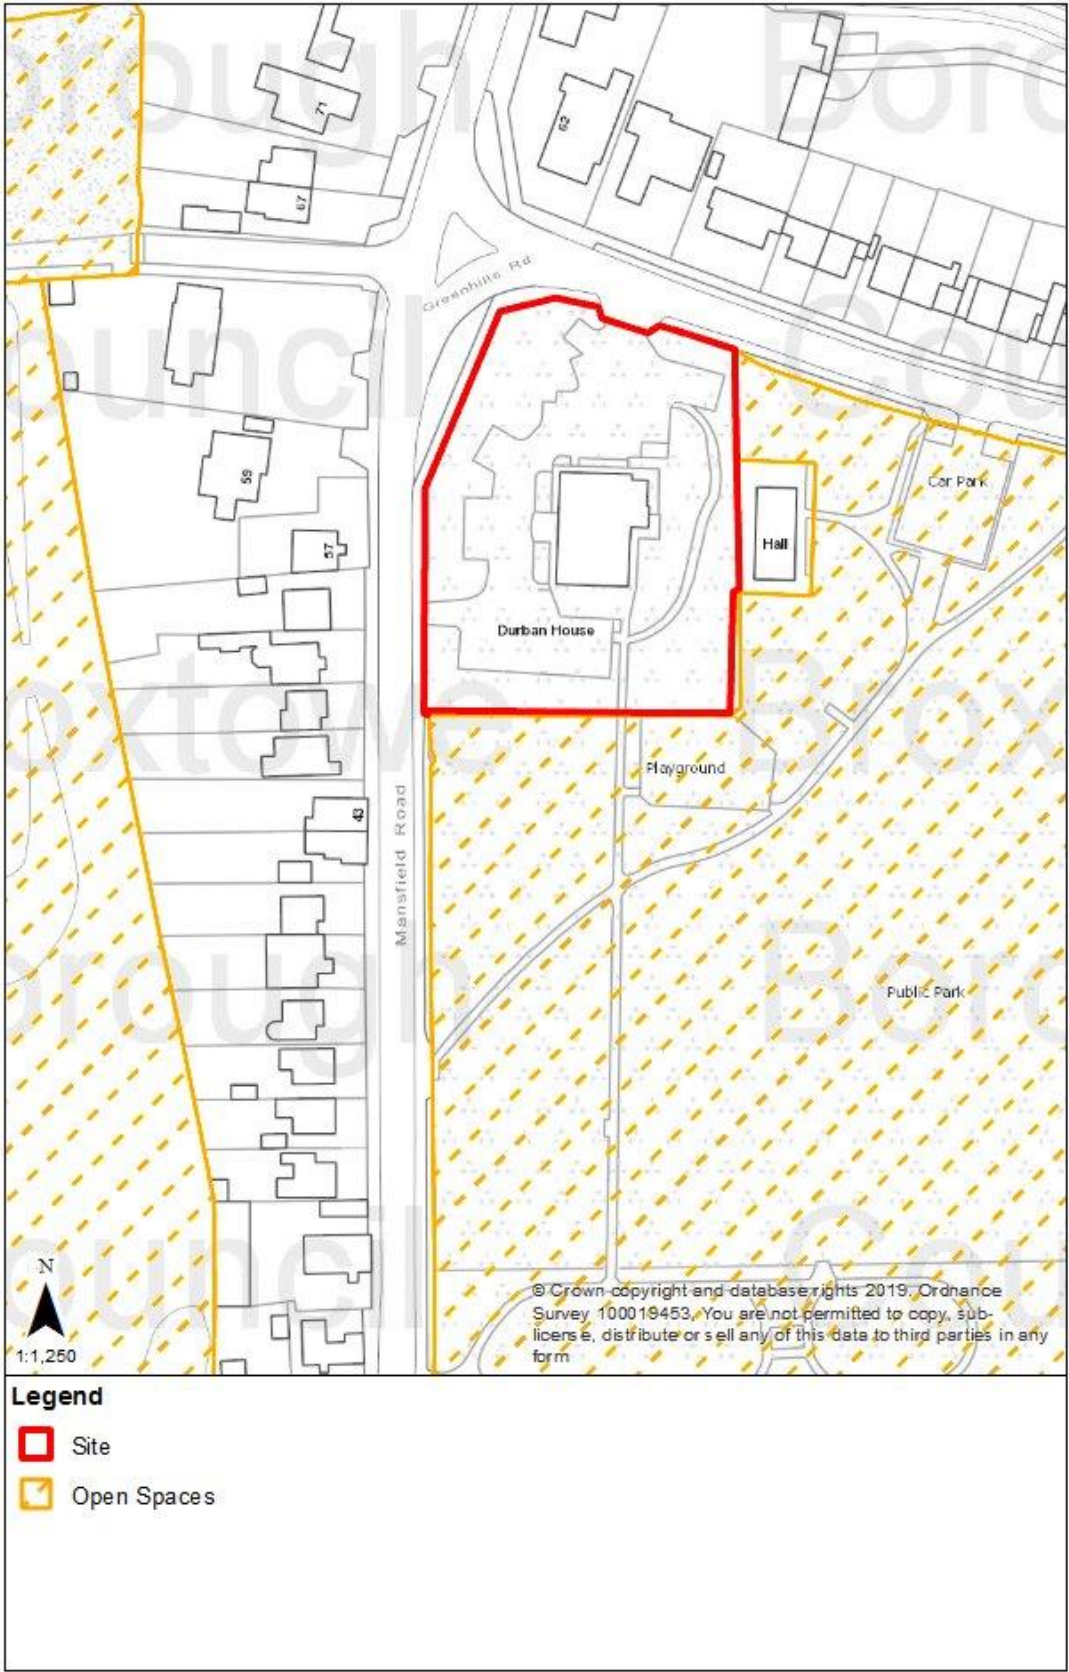 71
62
67
Greenhills Rd
59
Car Park
57
Hall
Durban House
Playground
43
Mansfield Road
Public Park
N
1:1,250
© Crown copyright and database rights 2019. Ordnance
Survey 100019453, You are not permitted to copy, sub-
license, distribute or sell any of this data to third parties in any
form
Legend
Site
Open Spaces
Borough
Council
Broxtowe
Borough
Council